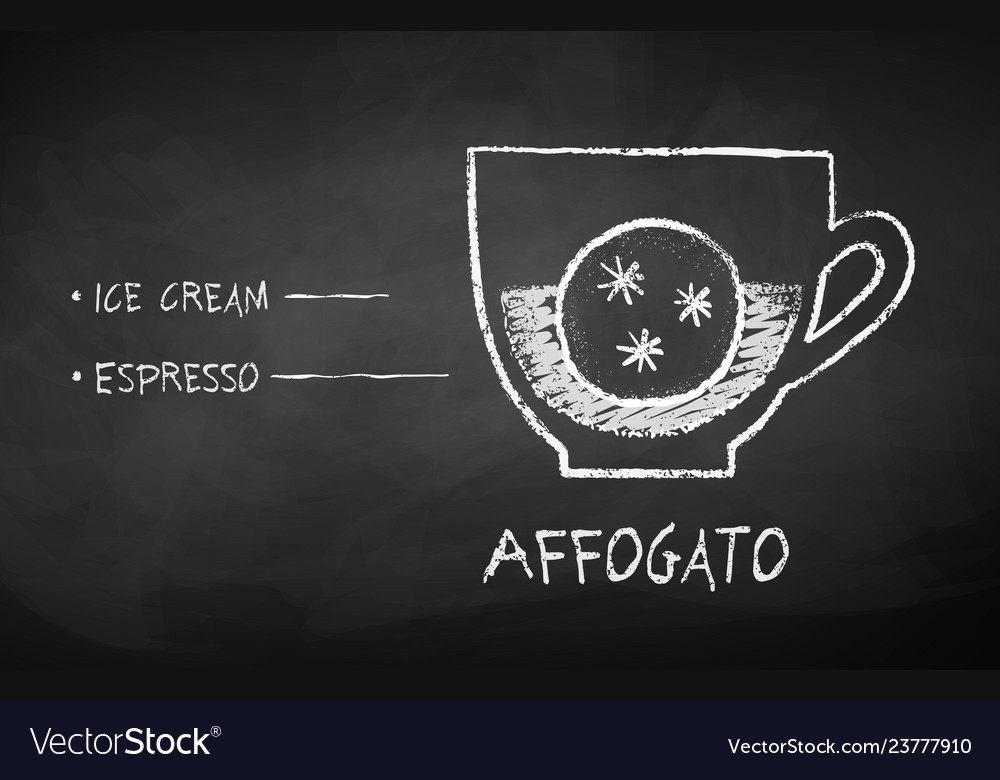 • ICE CREAM
• ESPRESSO
AFFOGATO
VectorStock®
VectorStock.com/23777910